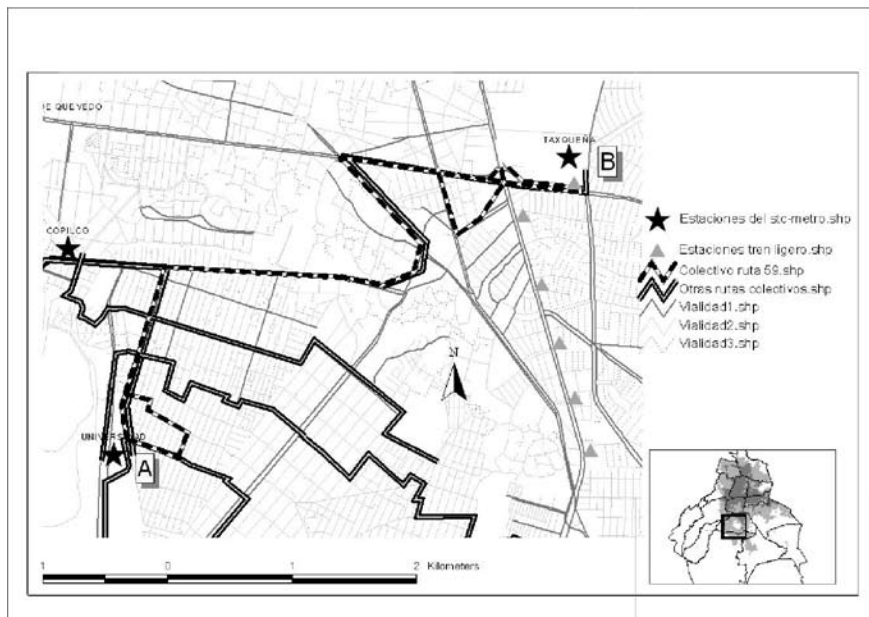 E QUEVEDO
TAXQUEÑA
B
COPILCO
N
UNIVERSIDAD
A
Estaciones del stc-metro.shp
Estaciones tren ligero.shp
Colectivo ruta 59.shp
Otras rutas colectivos.shp
Vialidad1.shp
Vialidad2.shp
Vialidad3.shp
1 0 1 2 Kilometers